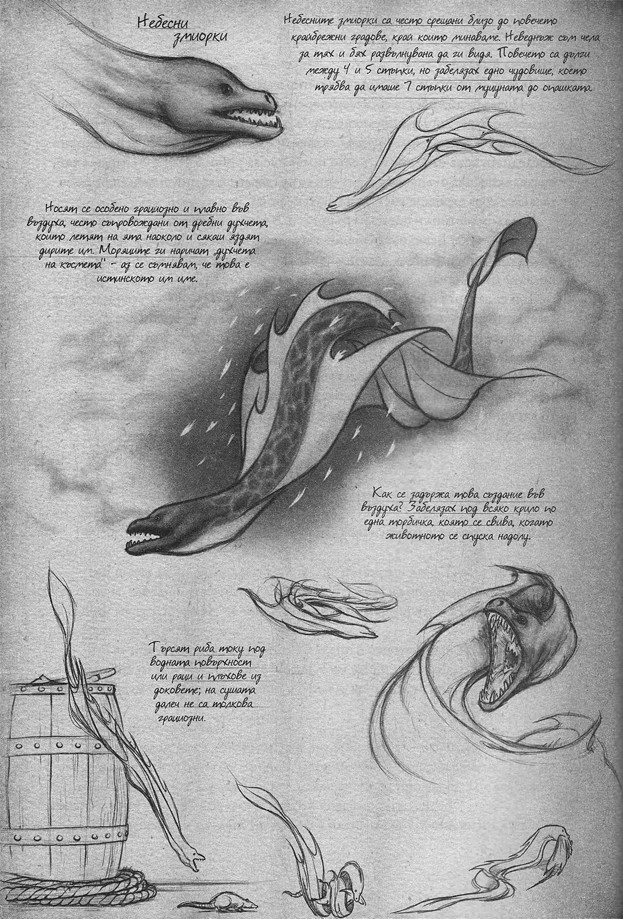 Небесни
змиорки
Небесните змиорки са често срещани близо до повечето
крайбрежни градове, край които минаваме. Неведнъж съм чела
за тях и бях развълнувана да ги видя. Повечето са дълги
между 4 и 5 стъпки, но забелязах едно чудовище, което
трябва да имаше 7 стъпки от муцуната до опашката.
Носят се особено грациозно и плавно във
въздуха, често съпровождани от дребни духчета,
които летят на ята наоколо и сякаш яздят
дирите им. Моряците ги наричат „духчета
на късмета" - аз се съмнявам, че това е
истинското им име.
Как се задържа това създание във
въздуха? Забелязах под всяко крило по
една торбичка, която се свива, когато
животното се спуска надолу.
Търсят риба току под
водната повърхност
или раци и плъхове из
доковете; на сушата
далеч не са толкова
грациозни.